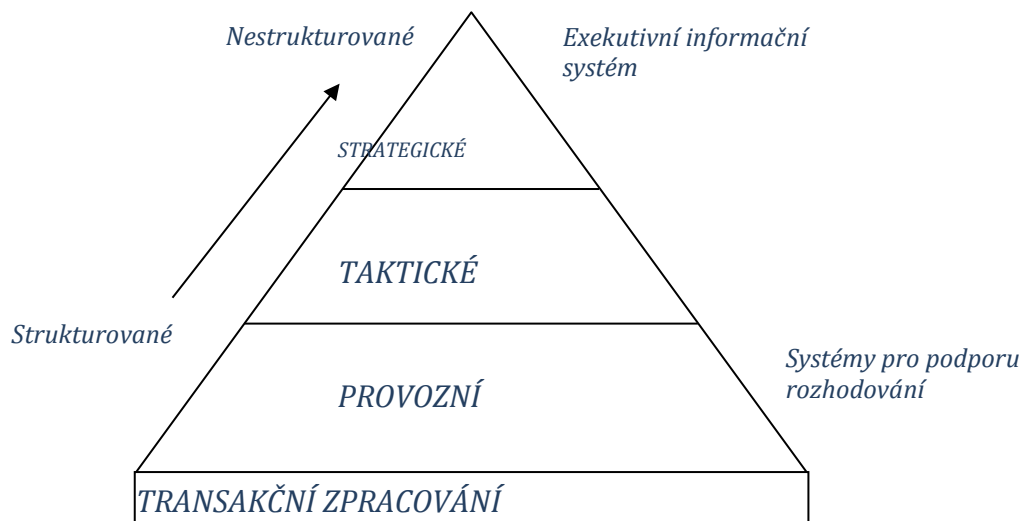 Nestrukturované
Exekutivní informační
systém
STRATEGICKÉ
TAKTICKÉ
Strukturované
Systémy pro podporu
rozhodování
PROVOZNÍ
TRANSAKČNÍ ZPRACOVÁNÍ